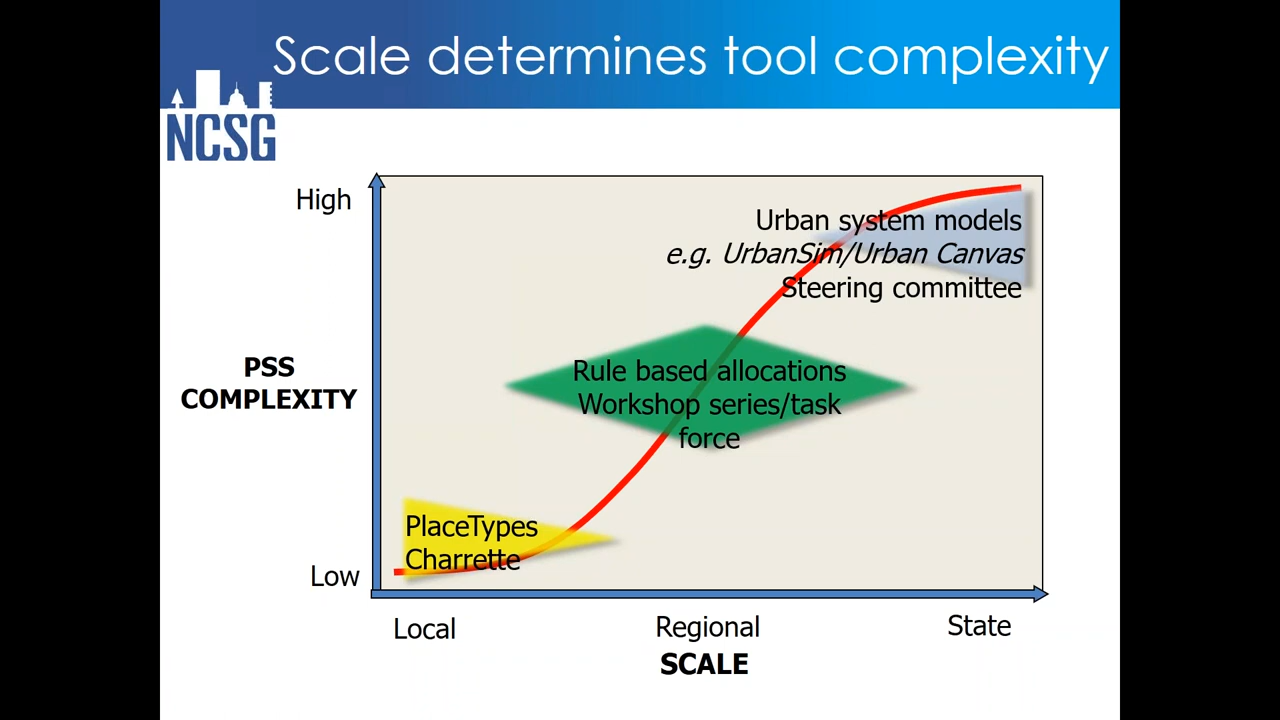 Scale determines tool complexity
NCSG
High
Urban system models
e.g. UrbanSim/Urban Canvas
Steering committee
PSS
COMPLEXITY
Rule based allocations
Workshop series/task
force
PlaceTypes
Charrette
Low
Local
Regional
State
SCALE